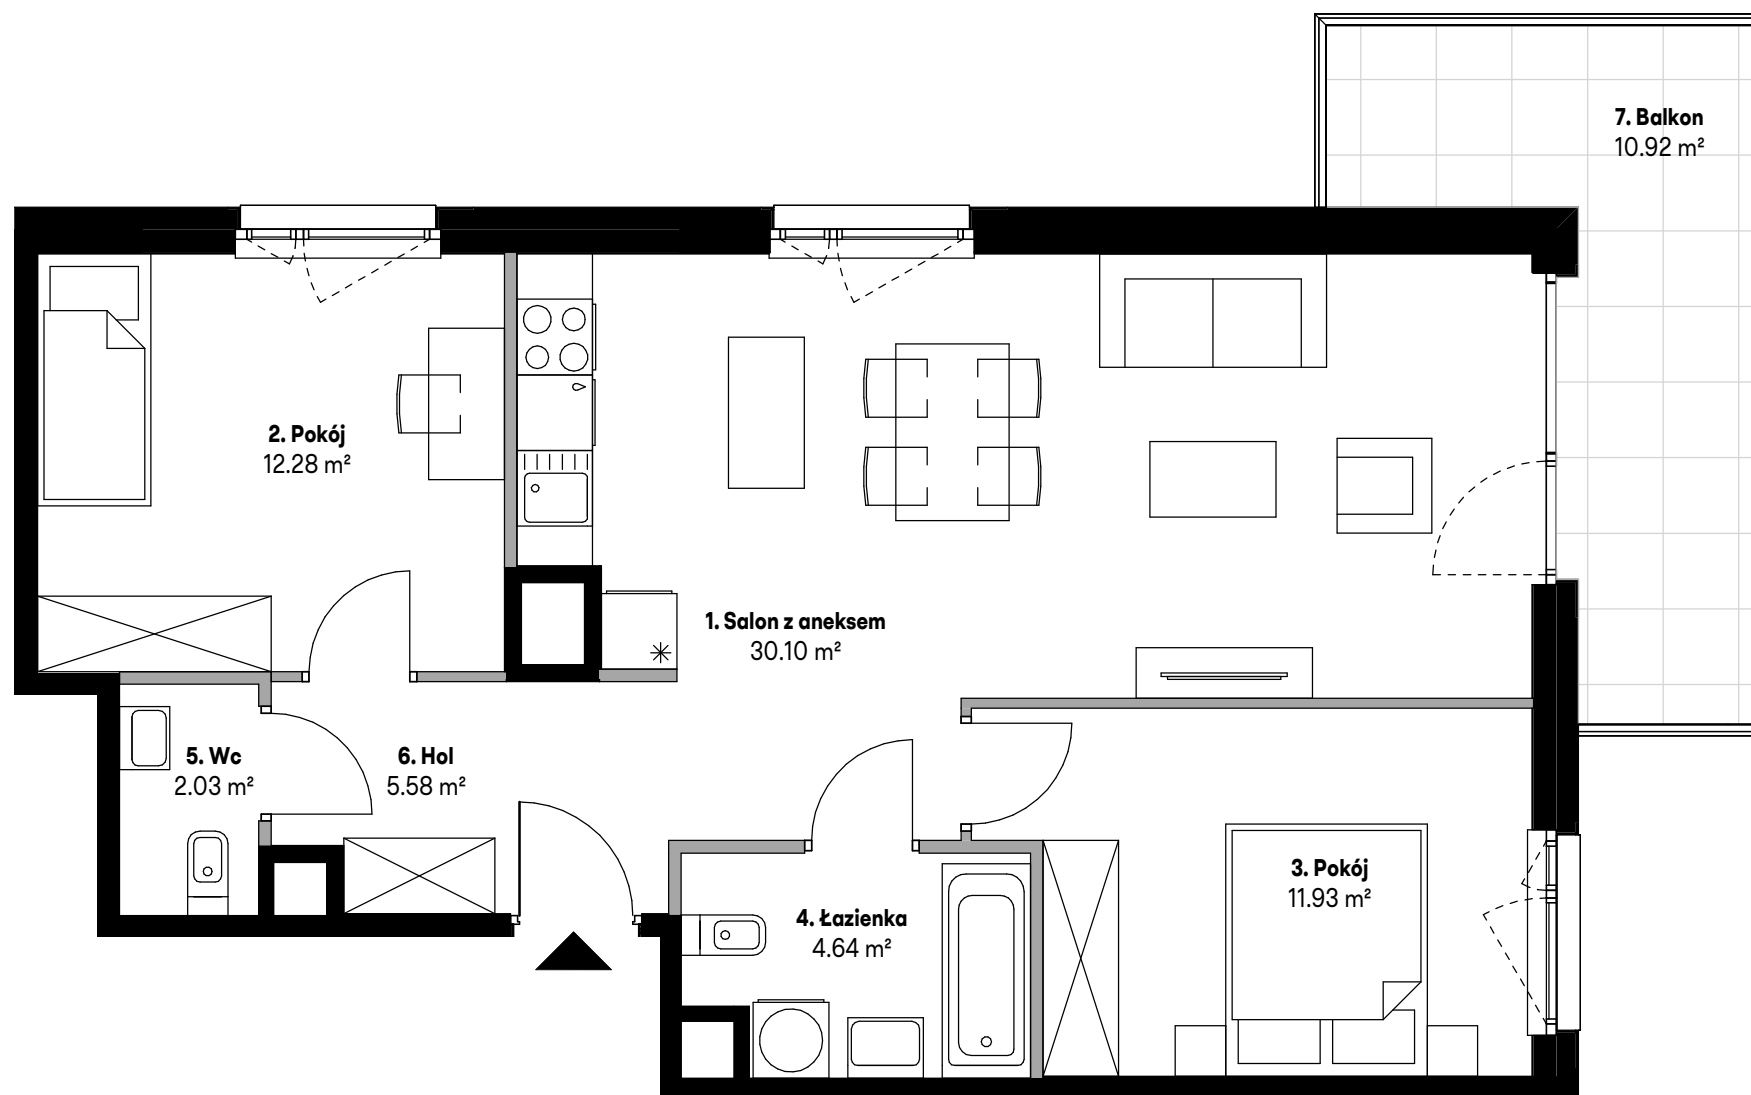 7. Balkon
10.92 m²
2. Pokój
12.28 m²
1. Salon z aneksem
30.10 m²
5. Wc
2.03 m²
6. Hol
5.58 m²
3. Pokój
11.93 m²
4. Łazienka
4.64 m²